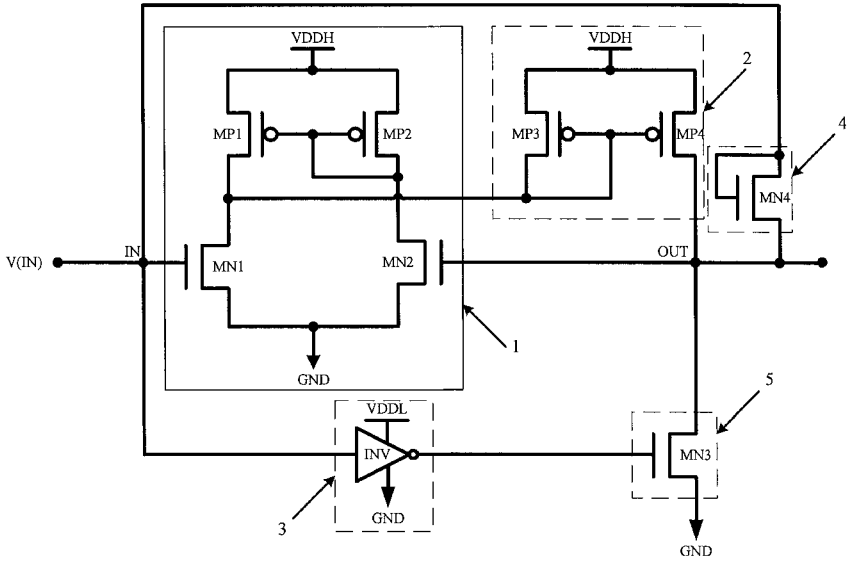 VDDH
VDDH
2
MP1
MP2
MP3
MP4
4
MN4
V(IN)
IN
MN1
MN2
OUT
1
GND
5
VDDL
INV
MN3
3
GND
GND